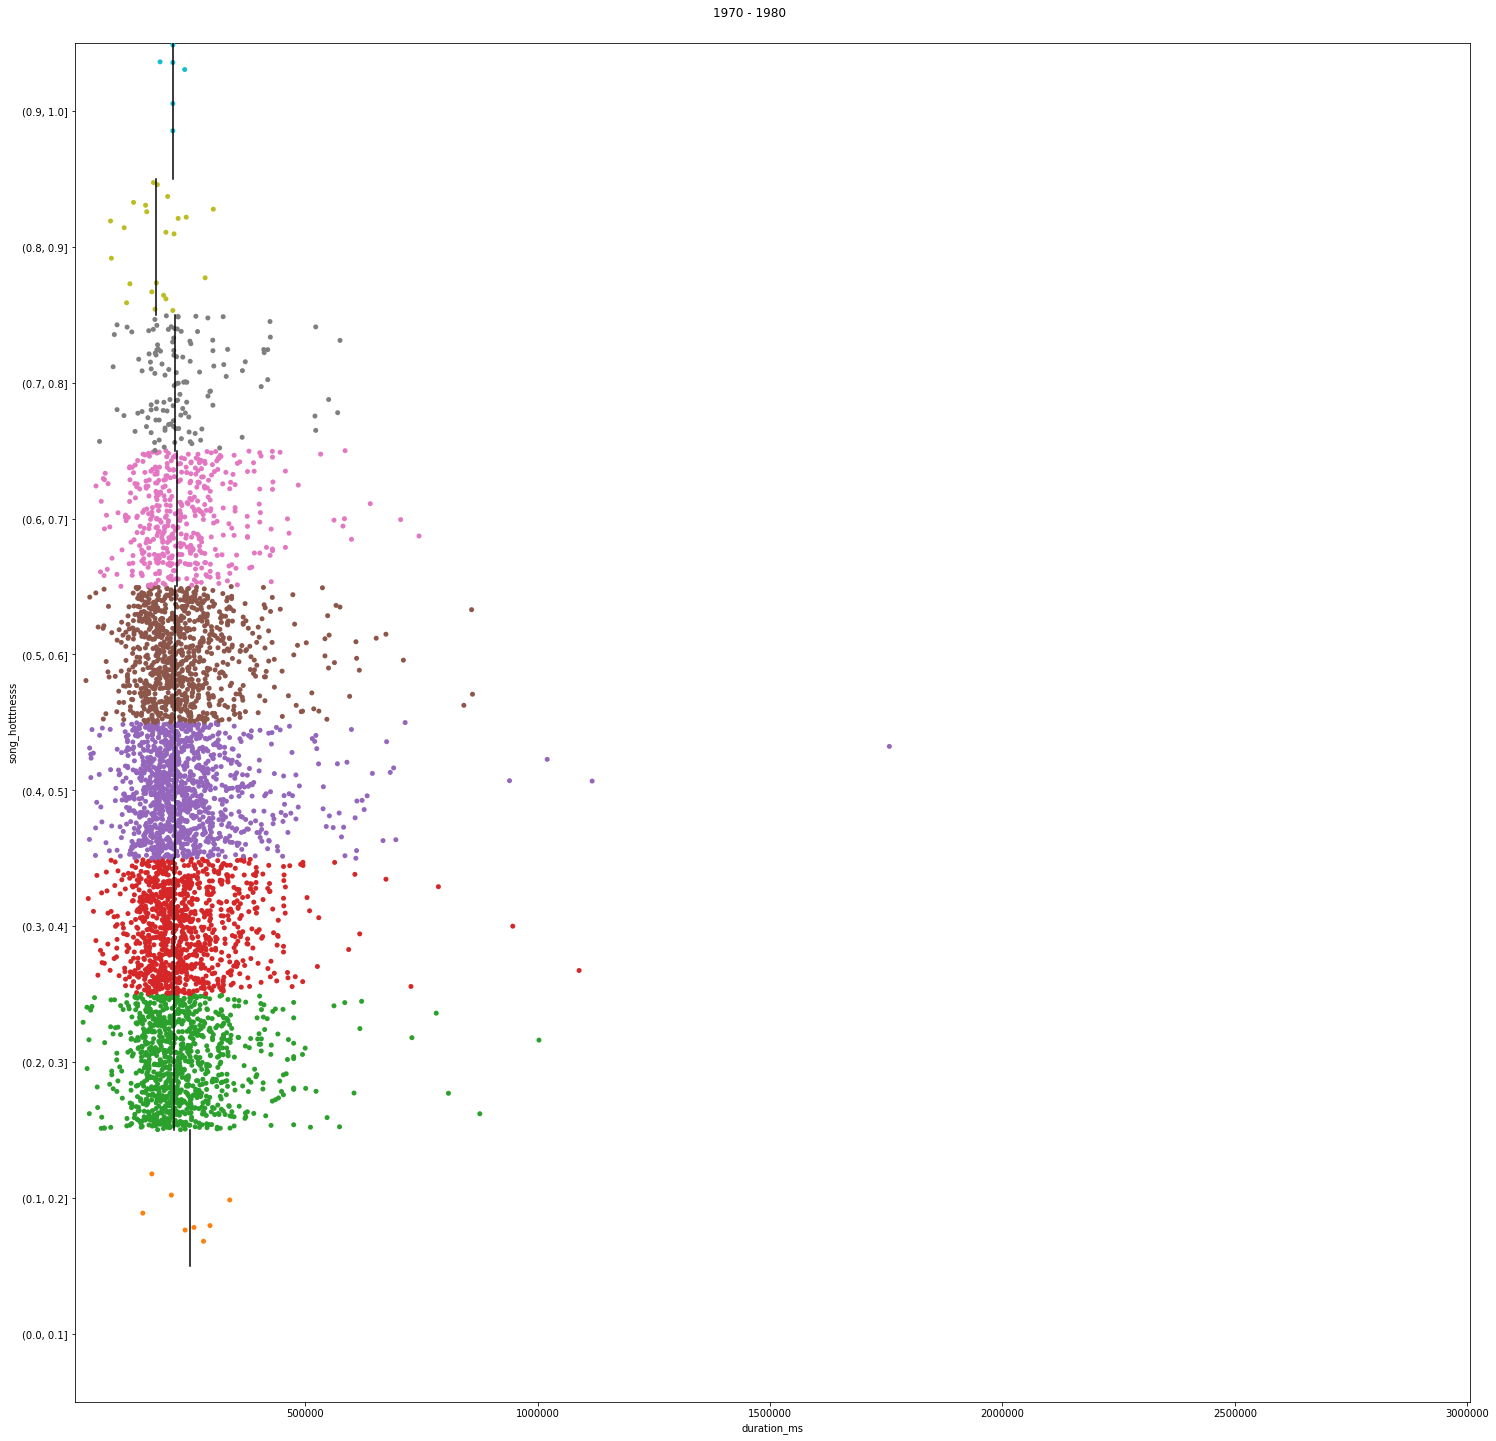 1970 - 1980
(0.9, 1.0]
(0.8, 0.9]
(0.7, 0.8]
(0.6, 0.7]
(0.5, 0.6]
song_hotttnesss
(0.4, 0.5]
(0.3, 0.4]
(0.2, 0.3]
(0.1, 0.2]
(0.0, 0.1]
500000 1000000 1500000 2000000 2500000 3000000
duration_ms